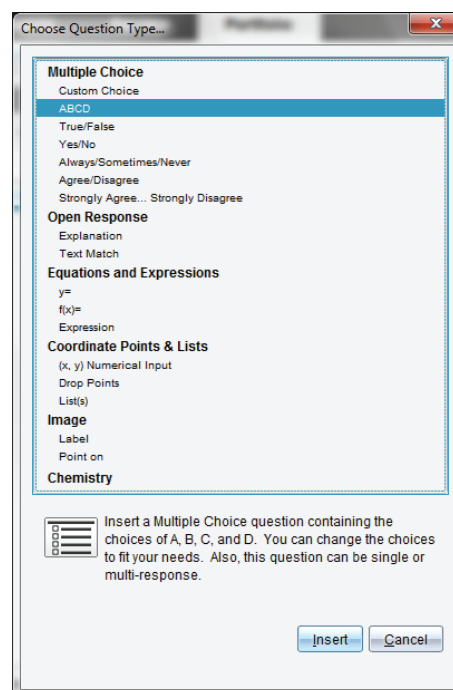 Choose Question Type...
Portfolio
Multiple Choice
Custom Choice
ABCD
True/False
Yes/No
Always/Sometimes/Never
Agree/Disagree
Strongly Agree... Strongly Disagree
Open Response
Explanation
Text Match
Equations and Expressions
y=
f(x)=
Expression
Coordinate Points & Lists
(x, y) Numerical Input
Drop Points
List(s)
Image
Label
Point on
Chemistry
Insert a Multiple Choice question containing the
choices of A, B, C, and D. You can change the choices
to fit your needs. Also, this question can be single or
multi-response.
Insert
Cancel